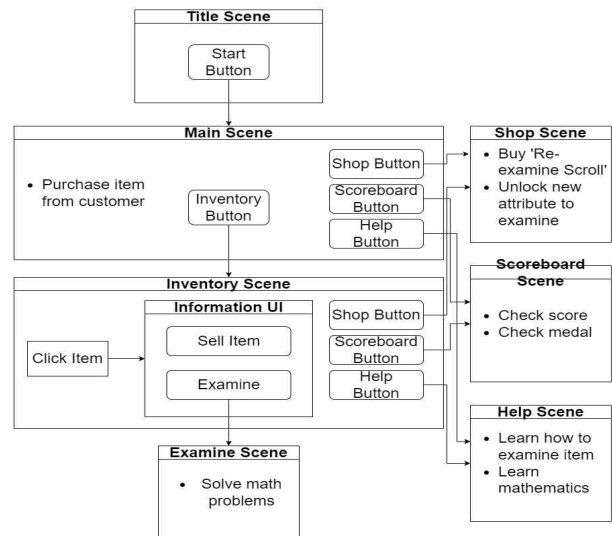 Title Scene
Start
Button
Main Scene
• Purchase item
from customer
Inventory
Button
Shop Button
Scoreboard
Button
Help
Button
Shop Scene
• Buy 'Re-
examine Scroll'
• Unlock new
attribute to
examine
Inventory Scene
Information UI
Click Item
Sell Item
Examine
Shop Button
Scoreboard
Button
Help
Button
Scoreboard
Scene
• Check score
• Check medal
Help Scene
• Learn how to
examine item
• Learn
mathematics
Examine Scene
• Solve math
problems